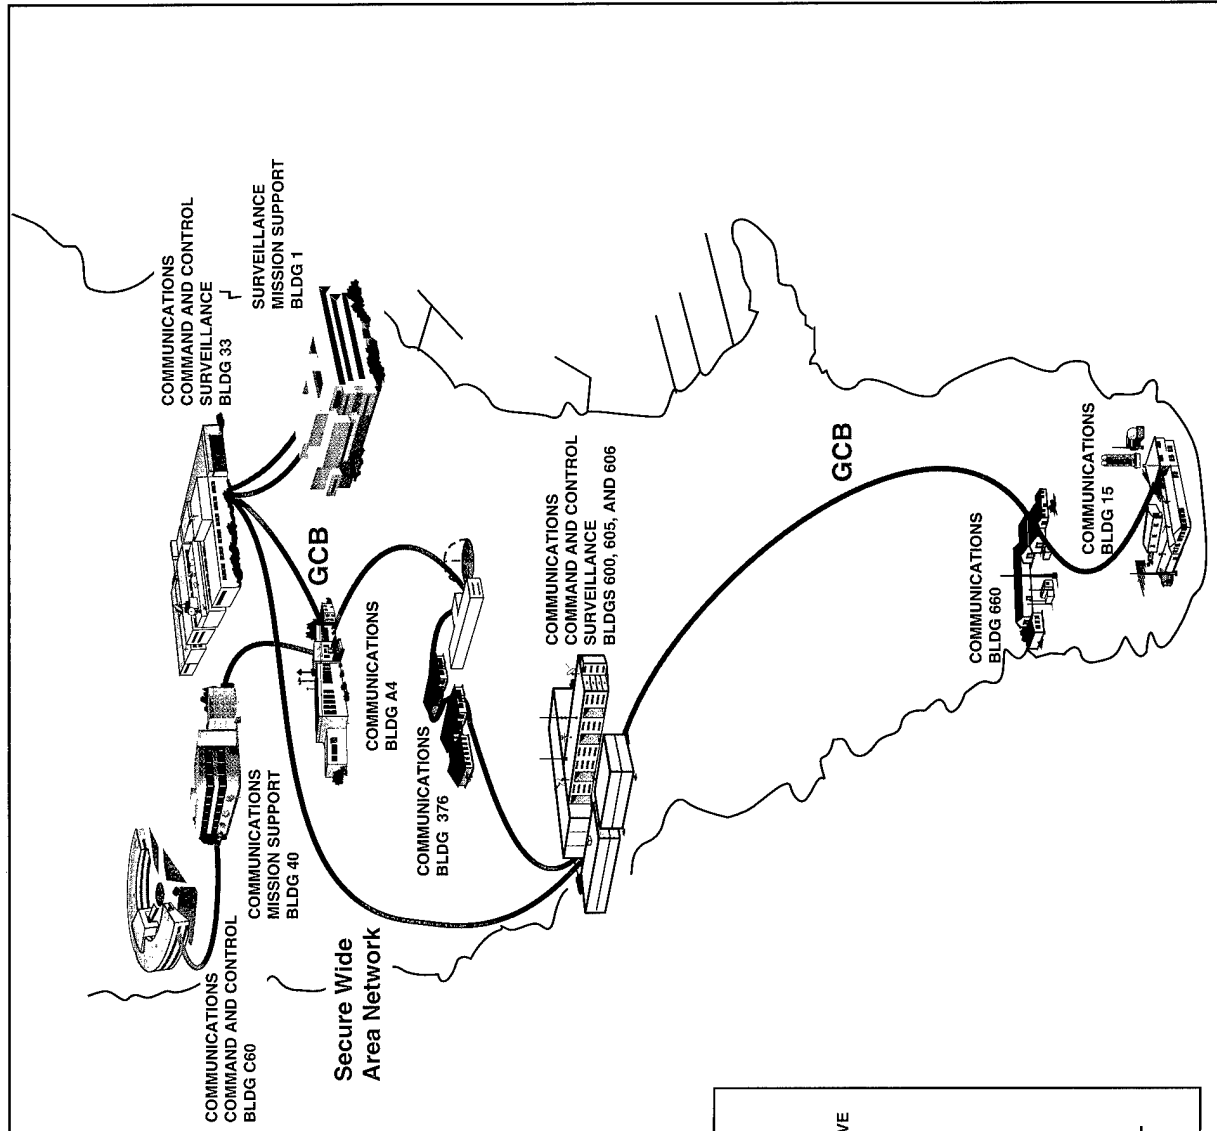 COMMUNICATIONS
COMMAND AND CONTROL
BLDG C60
COMMUNICATIONS
MISSION SUPPORT
BLDG 40
COMMUNICATIONS
COMMAND AND CONTROL
SURVEILLANCE
BLDG 33
SURVEILLANCE
MISSION SUPPORT
BLDG 1
Secure Wide
Area Network
GCB
COMMUNICATIONS
BLDG A4
COMMUNICATIONS
BLDG 376
COMMUNICATIONS
COMMAND AND CONTROL
SURVEILLANCE
BLDGS 600, 605, AND 606
GCB
COMMUNICATIONS
BLDG 660
COMMUNICATIONS
BLDG 15